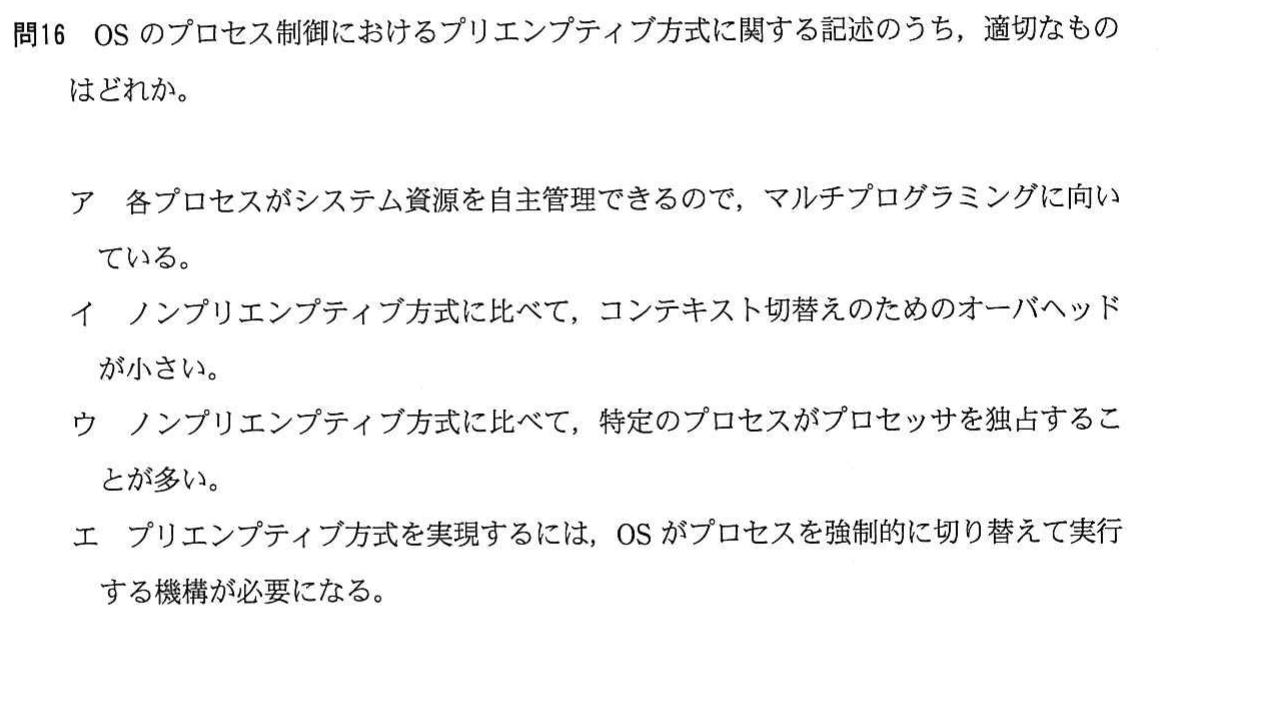 問16 OS のプロセス制御におけるプリエンプティブ方式に関する記述のうち，適切なもの
はどれか。
ア 各プロセスがシステム資源を自主管理できるので，マルチプログラミングに向い
ている。
イ ノンプリエンプティブ方式に比べて，コンテキスト切替えのためのオーバヘッド
が小さい。
ウ ノンプリエンプティブ方式に比べて，特定のプロセスがプロセッサを独占するこ
とが多い。
エ プリエンプティブ方式を実現するには，OS がプロセスを強制的に切り替えて実行
する機構が必要になる。